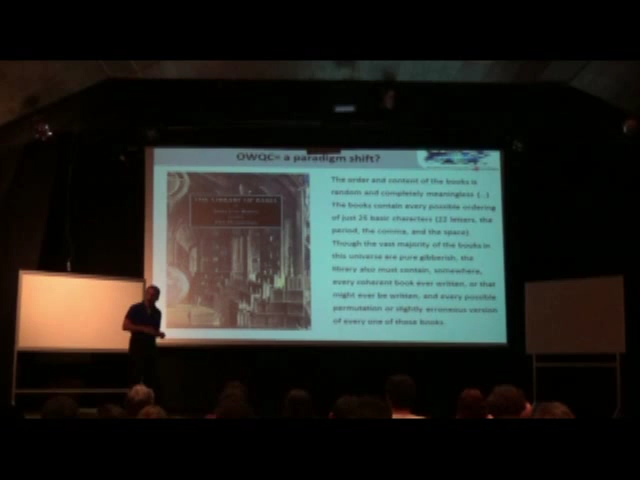 OWQC= a paradigm shift?
THE LIBRARY OF BABEL
The order and content of the books is
random and completely meaningless (...)
The books contain every possible ordering
of just 25 basic characters (22 letters, the
period, the comma, and the space)
Though the vast majority of the books in
this universe are pure gibberish, the
library also must contain, somewhere,
every coherent book ever written, or that
might ever be written, and every possible
permutation or slightly erroneous version
of every one of those books.